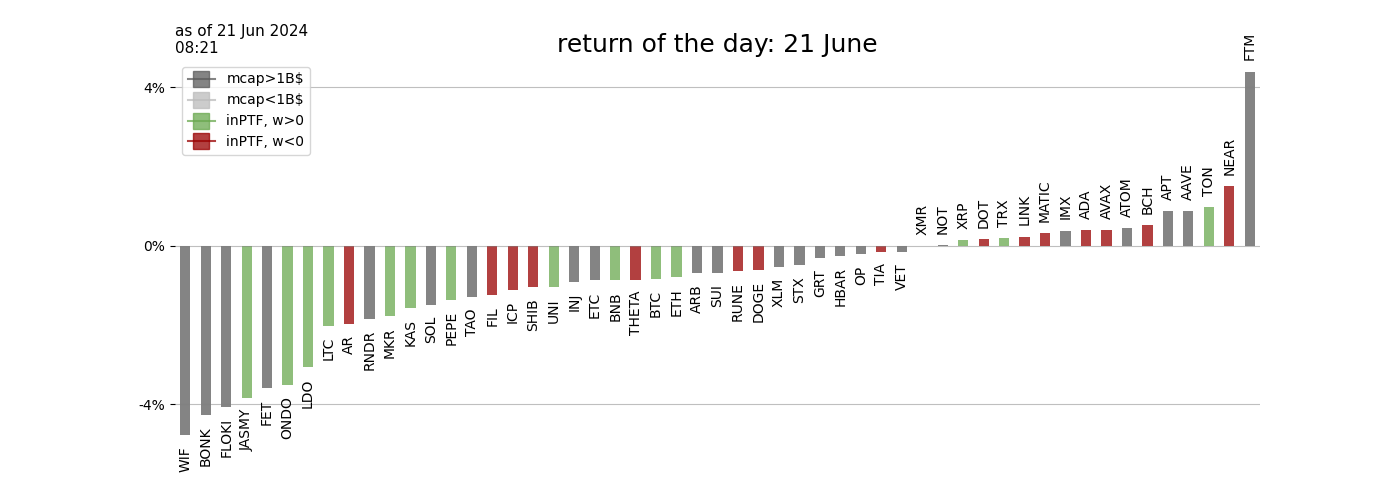 as of 21 Jun 2024
08:21
return of the day: 21 June
mcap>1B$
mcap<1B$
inPTF, w>0
inPTF, w<0
4%
0%
-4%
WIF
BONK
FLOKI
JASMY
FET
ONDO
LDO
LTC
AR
RNDR
MKR
KAS
SOL
PEPE
TAO
FIL
ICP
SHIB
UNI
INJ
ETC
BNB
THETA
BTC
ETH
ARB
SUI
RUNE
DOGE
XLM
STX
GRT
HBAR
OP
TIA
VET
XMR
NOT
XRP
DOT
TRX
LINK
MATIC
IMX
ADA
AVAX
ATOM
BCH
APT
AAVE
TON
NEAR
FTM